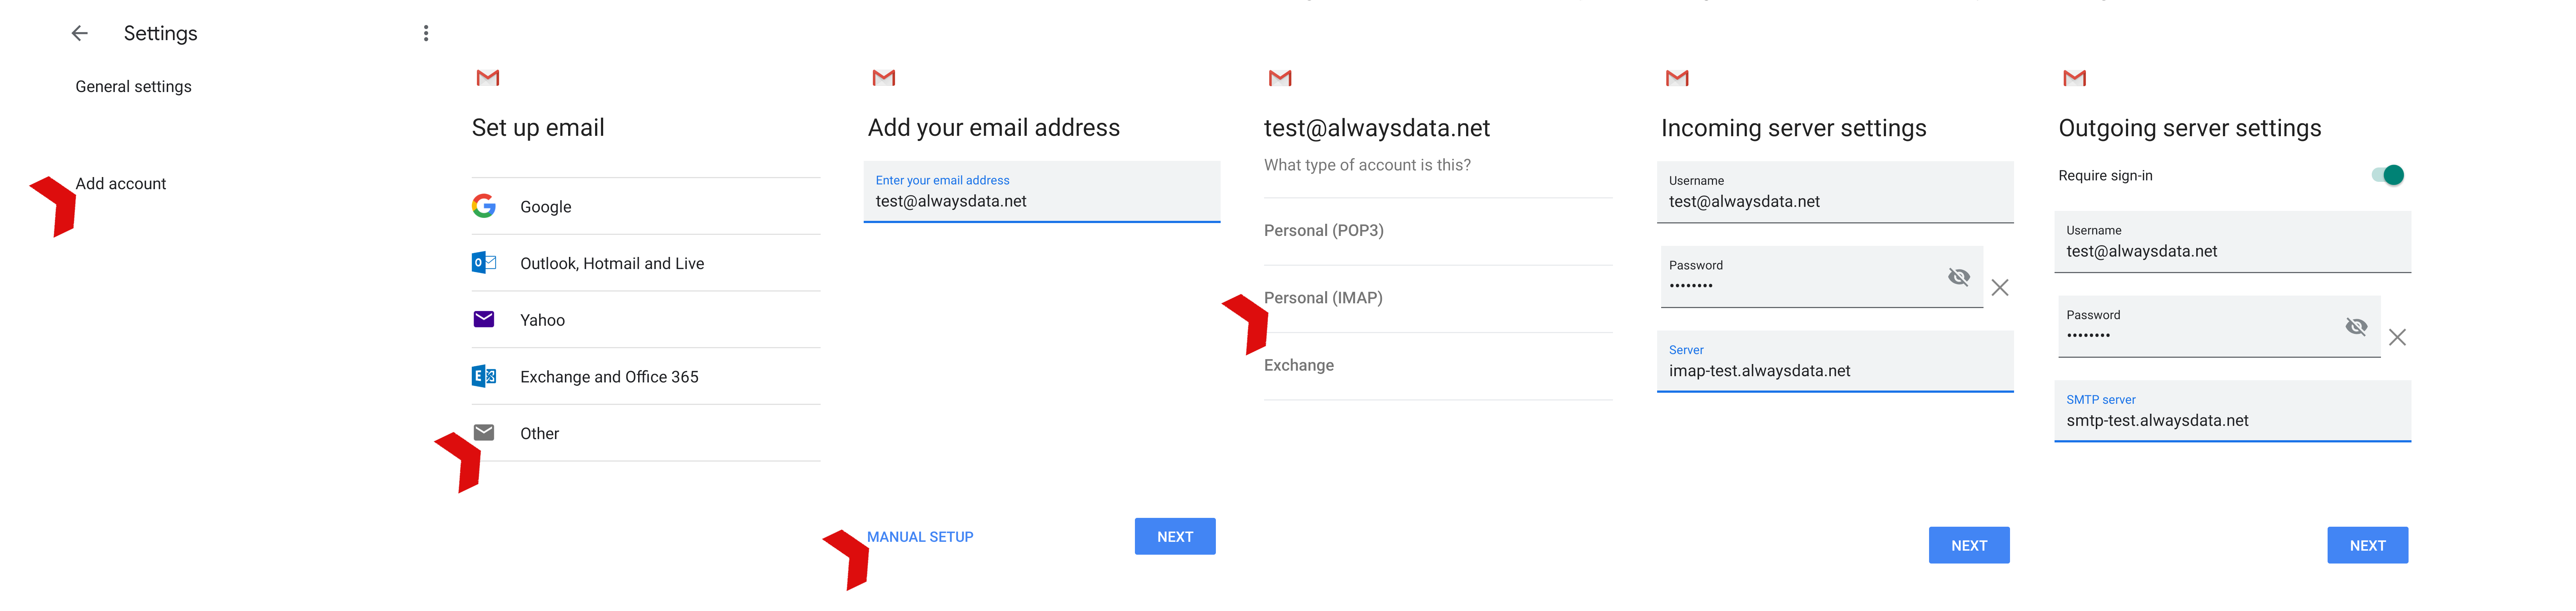 Settings
General settings
Add account
Set up email
Google
Outlook, Hotmail and Live
Yahoo
Exchange and Office 365
Other
Add your email address
Enter your email address
test@alwaysdata.net
MANUAL SETUP
NEXT
test@alwaysdata.net
What type of account is this?
Personal (POP3)
Personal (IMAP)
Exchange
Incoming server settings
Username
test@alwaysdata.net
Password
••••••••
Server
imap-test.alwaysdata.net
NEXT
Outgoing server settings
Require sign-in
Username
test@alwaysdata.net
Password
••••••••
SMTP server
smtp-test.alwaysdata.net
NEXT